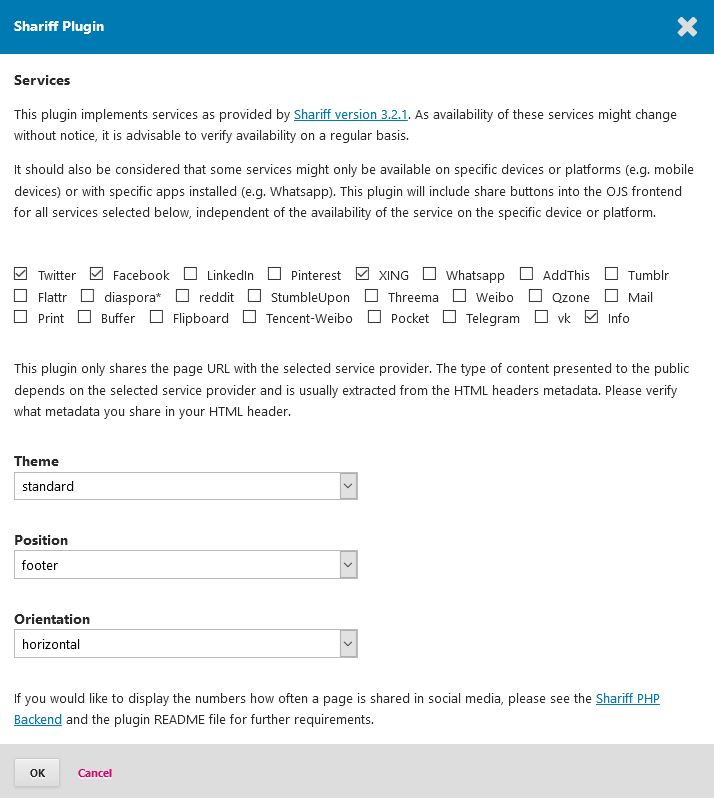 Shariff Plugin
Services
This plugin implements services as provided by Shariff version 3.2.1. As availability of these services might change
without notice, it is advisable to verify availability on a regular basis.
It should also be considered that some services might only be available on specific devices or platforms (e.g. mobile
devices) or with specific apps installed (e.g. Whatsapp). This plugin will include share buttons into the OJS frontend
for all services selected below, independent of the availability of the service on the specific device or platform.
Twitter Facebook LinkedIn Pinterest XING Whatsapp AddThis Tumblr
Flattr diaspora* reddit StumbleUpon Threema Weibo Qzone Mail
Print Buffer Flipboard Tencent-Weibo Pocket Telegram vk Info
This plugin only shares the page URL with the selected service provider. The type of content presented to the public
depends on the selected service provider and is usually extracted from the HTML headers metadata. Please verify
what metadata you share in your HTML header.
Theme
standard
Position
footer
Orientation
horizontal
If you would like to display the numbers how often a page is shared in social media, please see the Shariff PHP
Backend and the plugin README file for further requirements.
OK Cancel